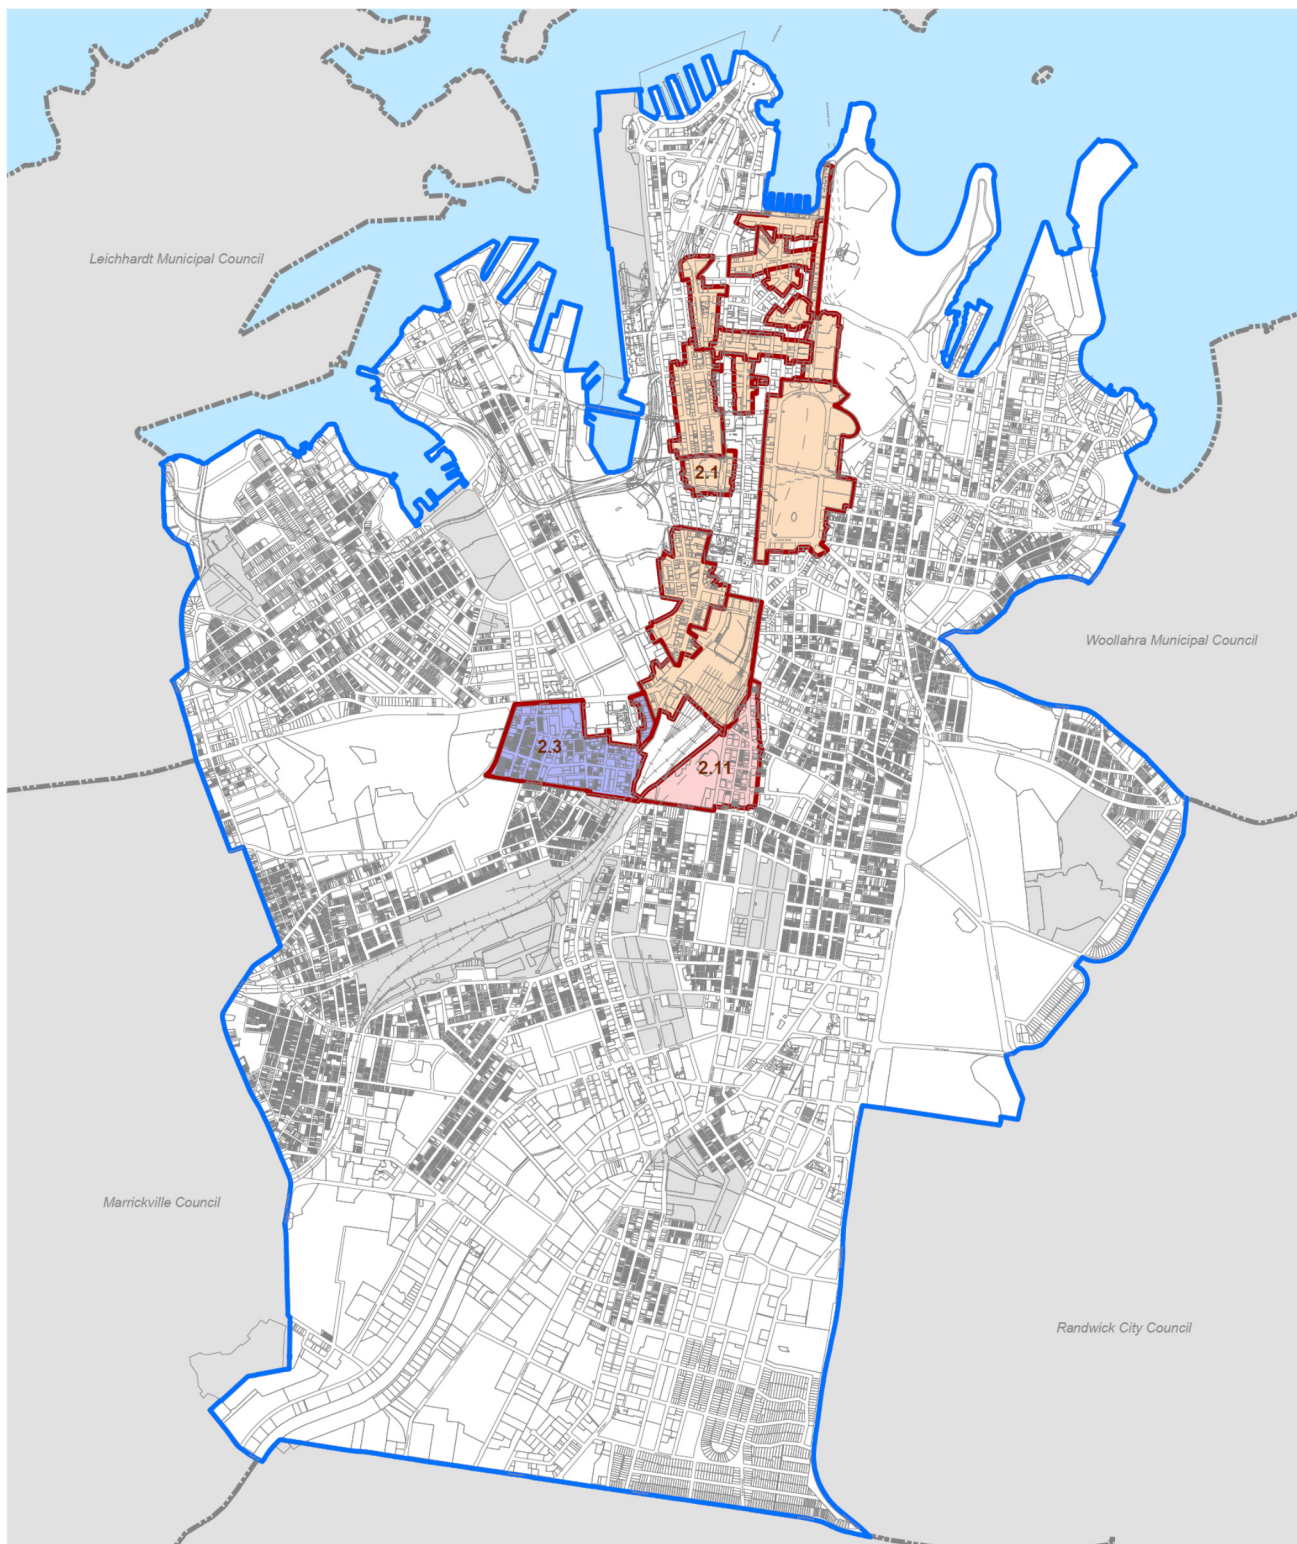 Leichhardt Municipal Council
2.1
Woollahra Municipal Council
2.3
2.11
Marrickville Council
Randwick City Council